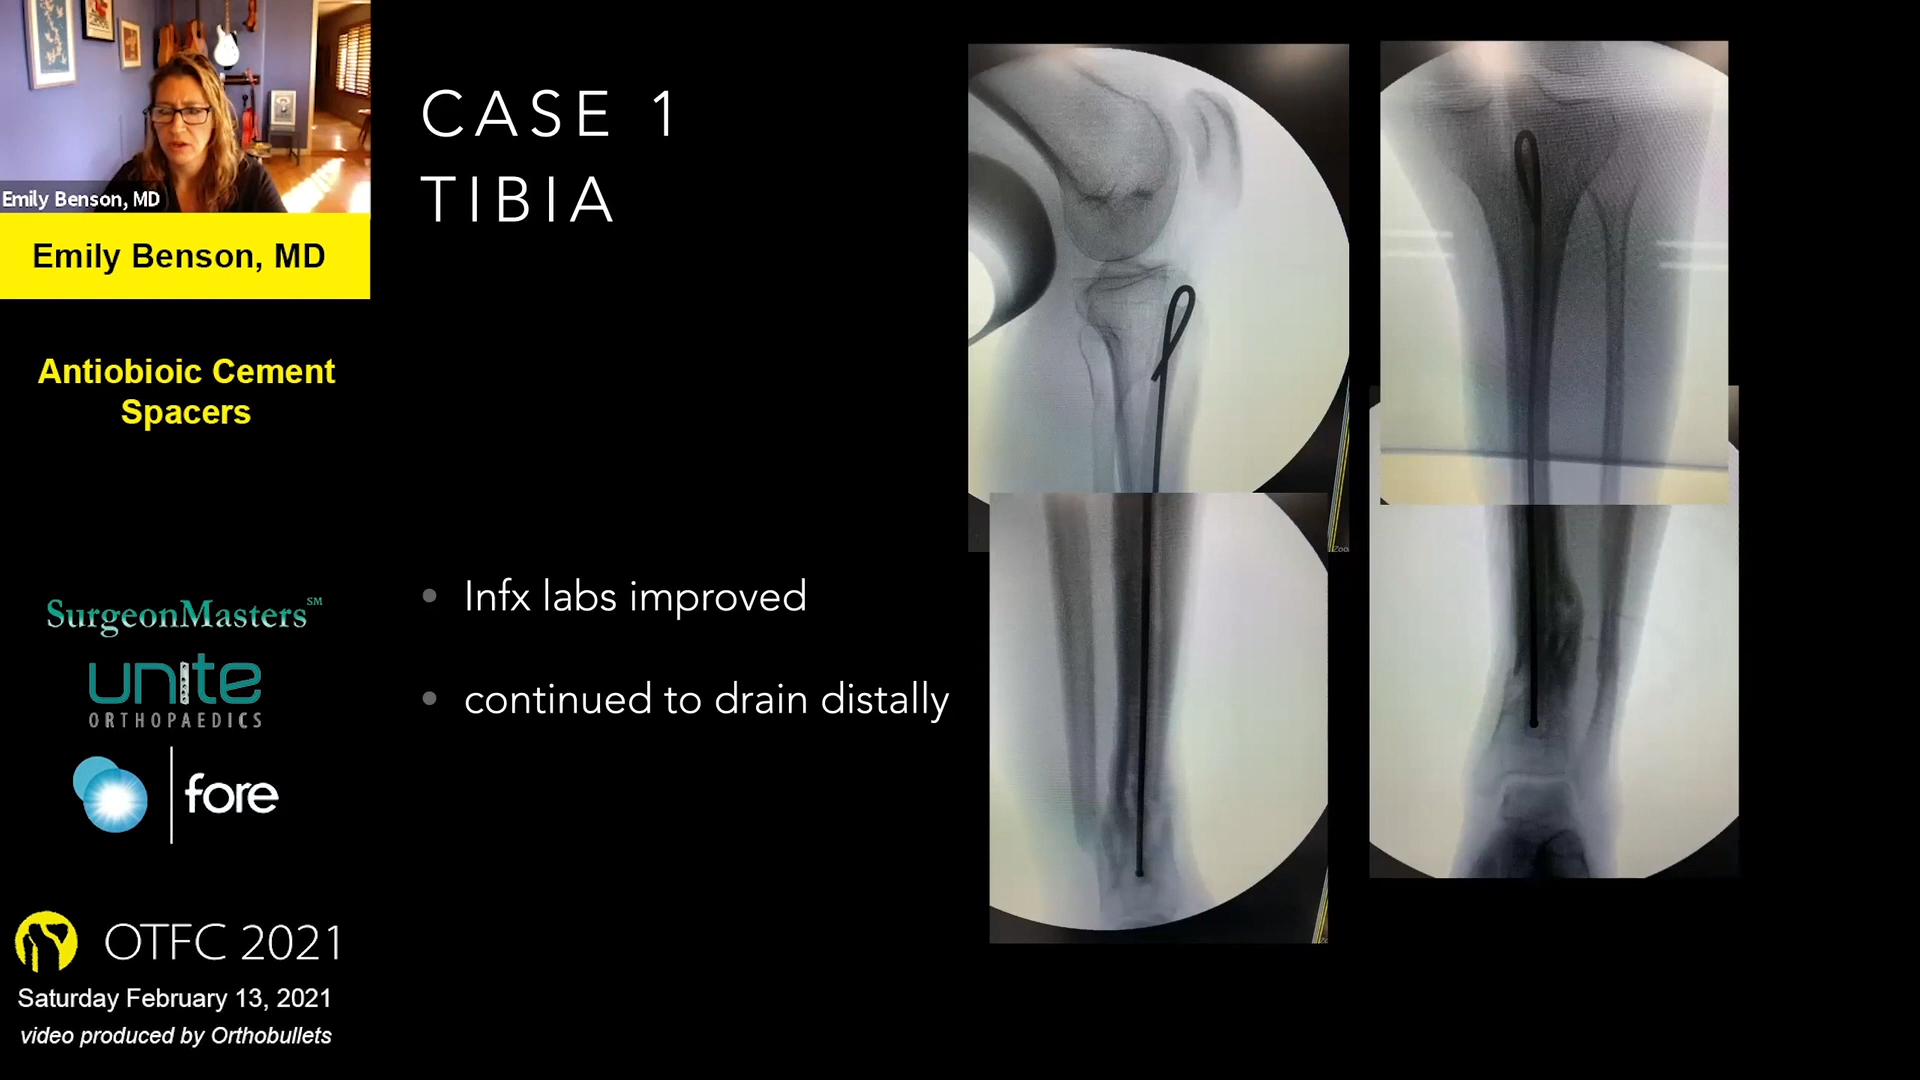 Emily Benson, MD
Emily Benson, MD
Antiobioic Cement
Spacers
SurgeonMasters℠
unite
ORTHOPAEDICS
fore
OTFC 2021
Saturday February 13, 2021
video produced by Orthobullets
CASE 1
TIBIA
• Infx labs improved
• continued to drain distally